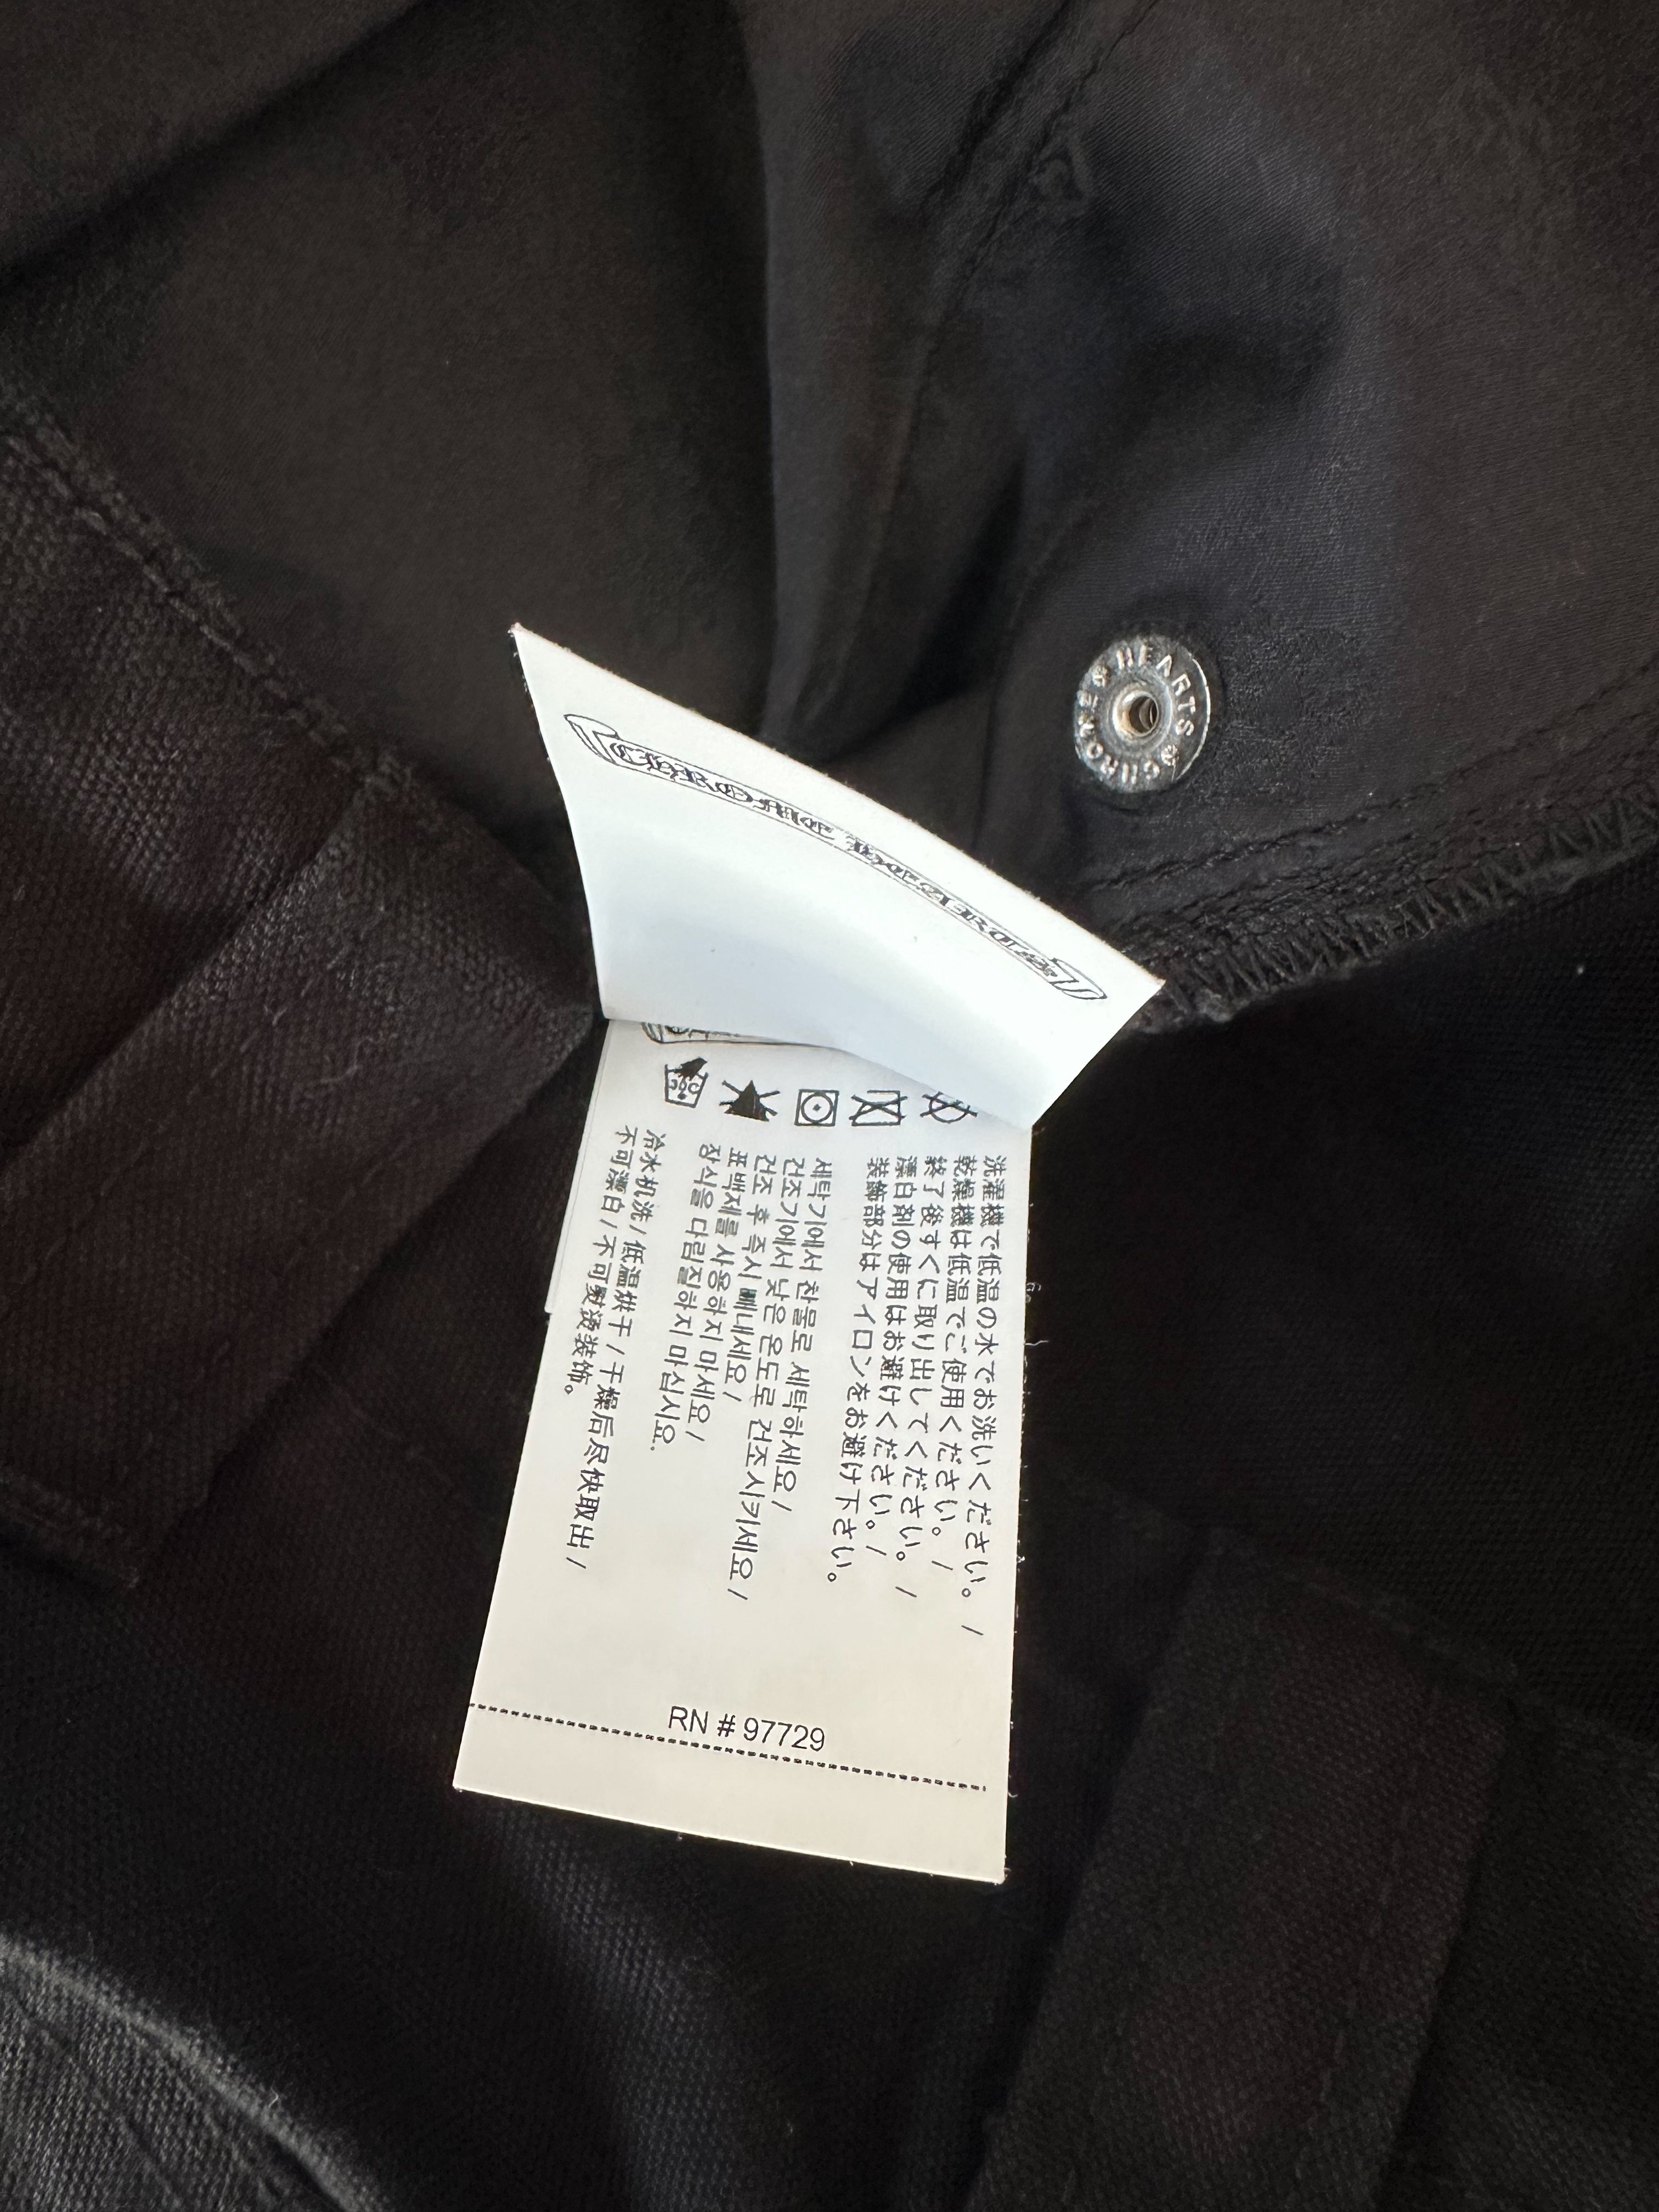 CHROME HEARTS
CHROME HEARTS
洗濯機で低温の水でお洗いください。 /
乾燥機は低温でご使用ください。 /
終了後すぐに取り出してください。 /
漂白剤の使用はお避けください。 /
装飾部分はアイロンをお避け下さい。
세탁기에서 찬물로 세탁하세요 /
건조기에서 낮은 온도로 건조시키세요 /
건조 후 즉시 빼내세요 /
표백제를 사용하지 마세요 /
장식을 다림질하지 마십시요.
冷水机洗 / 低温烘干 / 干燥后尽快取出 /
不可漂白 / 不可熨烫装饰。
RN # 97729